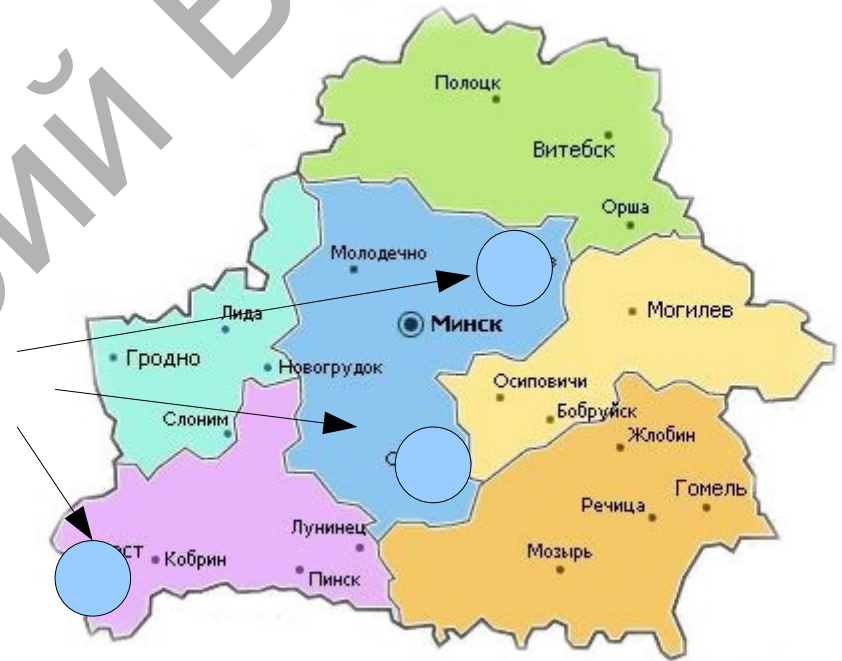 ИЙ
Полоцк
Витебск
Орша
Молодечно
Лида
Минск
Могилев
Гродно
Новогрудок
Осиповичи
Бобруйск
Слоним
Жлобин
Гомель
Речица
Лунинец
Кобрин
Мозырь
Пинск